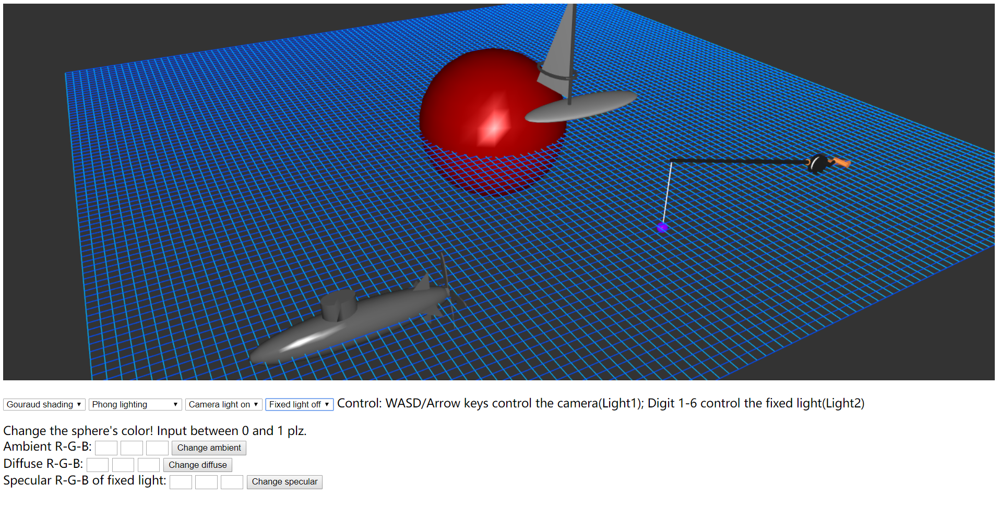 Gouraud shading Phong lighting Camera light on Fixed light off Control: WASD/Arrow keys control the camera(Light1); Digit 1-6 control the fixed light(Light2)
Change the sphere's color! Input between 0 and 1 plz.
Ambient R-G-B: Change ambient
Diffuse R-G-B: Change diffuse
Specular R-G-B of fixed light: Change specular